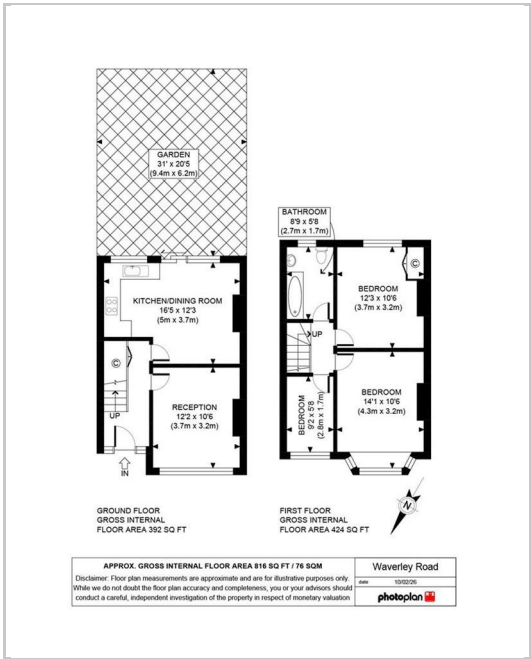 GARDEN
31' x 20'5
(9.4m x 6.2m)
KITCHEN/DINING ROOM
16'5 x 12'3
(5m x 3.7m)
C
UP
RECEPTION
12'2 x 10'6
(3.7m x 3.2m)
IN
GROUND FLOOR
GROSS INTERNAL
FLOOR AREA 392 SQ FT
BATHROOM
8'9 x 5'8
(2.7m x 1.7m)
C
BEDROOM
12'3 x 10'6
(3.7m x 3.2m)
UP
BEDROOM
14'1 x 10'6
(4.3m x 3.2m)
BEDROOM
9'2 x 5'8
(2.8m x 1.7m)
FIRST FLOOR
GROSS INTERNAL
FLOOR AREA 424 SQ FT
N
APPROX. GROSS INTERNAL FLOOR AREA 816 SQ FT / 76 SQM
Disclaimer: Floor plan measurements are approximate and are for illustrative purposes only.
While we do not doubt the floor plan accuracy and completeness, you or your advisors should
conduct a careful, independent investigation of the property in respect of monetary valuation
Waverley Road
date 10/02/26
photoplan